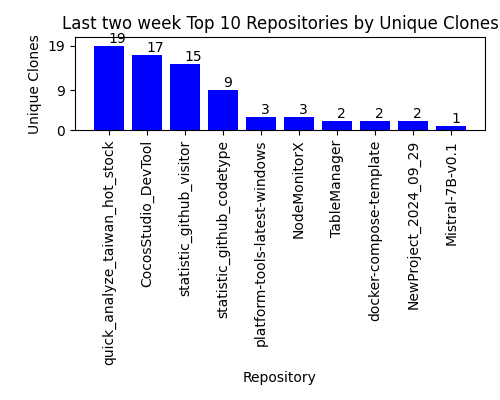 Last two week Top 10 Repositories by Unique Clones
Unique Clones
19
9
0
19
17
15
9
3
3
2
2
2
1
quick_analyze_taiwan_hot_stock
CocosStudio_DevTool
statistic_github_visitor
statistic_github_codetype
platform-tools-latest-windows
NodeMonitorX
TableManager
docker-compose-template
NewProject_2024_09_29
Mistral-7B-v0.1
Repository